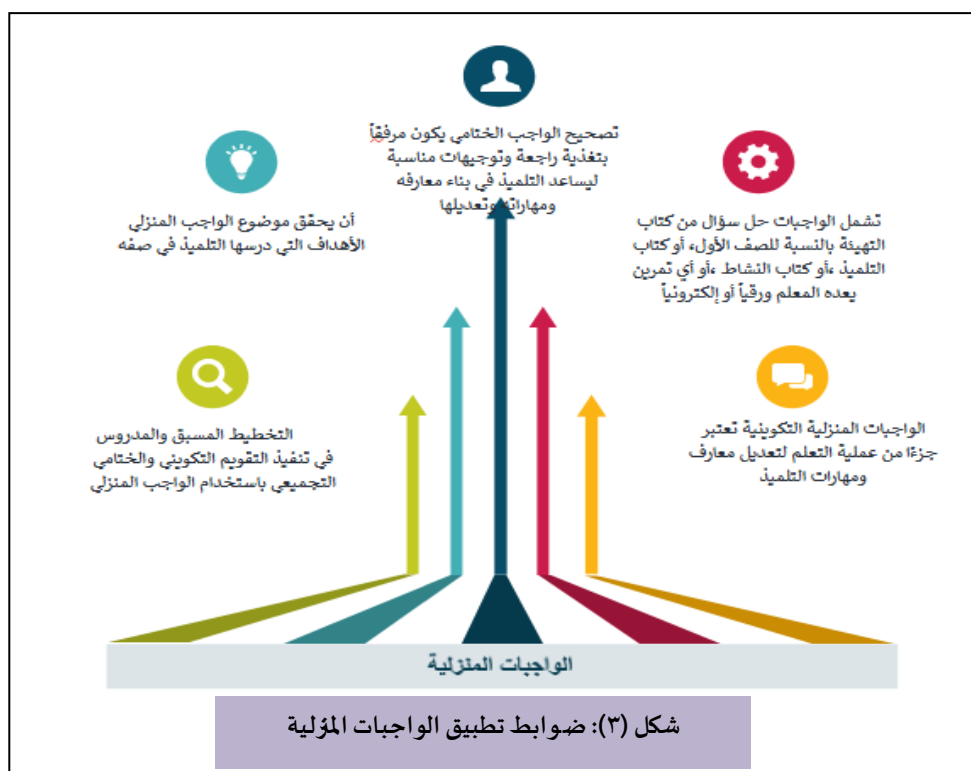 تصحيح الواجب الختامي يكون مرفقاً
بتغذية راجعة وتوجيهات مناسبة
ليساعد التلميذ في بناء معارفه
ومهاراته وتعديلها
تشمل الواجبات حل سؤال من كتاب
التهيئة بالنسبة للصف الأول، أو كتاب
التلميذ ،أو كتاب النشاط ،أو أي تمرين
يعده المعلم ورقياً أو إلكترونياً
أن يحقق موضوع الواجب المنزلي
الأهداف التي درسها التلميذ في صفه
الواجبات المنزلية التكوينية تعتبر
جزءًا من عملية التعلم لتعديل معارف
ومهارات التلميذ
التخطيط المسبق والمدروس
في تنفيذ التقويم التكويني والختامي
التجميعي باستخدام الواجب المنزلي
الواجبات المنزلية
شكل (٣): ضوابط تطبيق الواجبات المنزلية